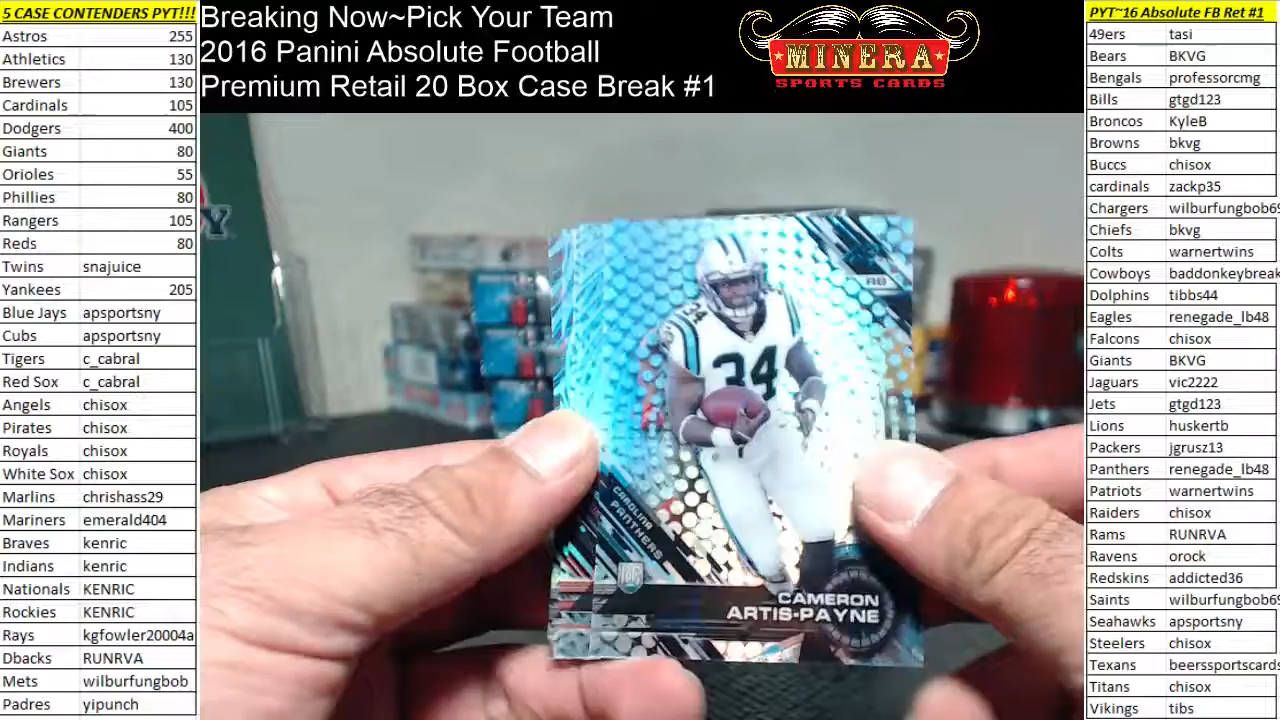 5 CASE CONTENDERS PYT!!!
Astros 255
Athletics 130
Brewers 130
Cardinals 105
Dodgers 400
Giants 80
Orioles 55
Phillies 80
Rangers 105
Reds 80
Twins snajuice
Yankees 205
Blue Jays apsportsny
Cubs apsportsny
Tigers c_cabral
Red Sox c_cabral
Angels chisox
Pirates chisox
Royals chisox
White Sox chisox
Marlins chrishass29
Mariners emerald404
Braves kenric
Indians kenric
Nationals KENRIC
Rockies KENRIC
Rays kgfowler20004a
Dbacks RUNRVA
Mets wilburfungbob
Padres yipunch
Breaking Now~Pick Your Team
2016 Panini Absolute Football
Premium Retail 20 Box Case Break #1
MINERA
SPORTS CARDS
RB
34
34
CAROLINA
PANTHERS
CAMERON
ARTIS-PAYNE
PYT~16 Absolute FB Ret #1
49ers tasi
Bears BKVG
Bengals professorcmg
Bills gtgd123
Broncos KyleB
Browns bkvg
Buccs chisox
cardinals zackp35
Chargers wilburfungbob69
Chiefs bkvg
Colts warnertwins
Cowboys baddonkeybreak
Dolphins tibbs44
Eagles renegade_lb48
Falcons chisox
Giants BKVG
Jaguars vic2222
Jets gtgd123
Lions huskertb
Packers jgrusz13
Panthers renegade_lb48
Patriots warnertwins
Raiders chisox
Rams RUNRVA
Ravens orock
Redskins addicted36
Saints wilburfungbob69
Seahawks apsportsny
Steelers chisox
Texans beerssportscards
Titans chisox
Vikings tibs